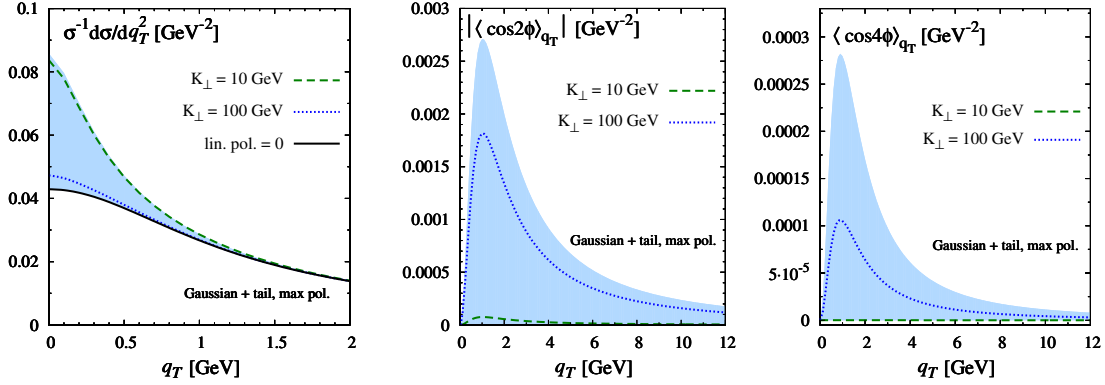 σ⁻¹dσ/dq_T² [GeV⁻²]
K⊥ = 10 GeV
K⊥ = 100 GeV
lin. pol. = 0
Gaussian + tail, max pol.
0.1
0.08
0.06
0.04
0.02
0
0 0.5 1 1.5 2
q_T [GeV]
|⟨ cos2ϕ⟩_qT| [GeV⁻²]
K⊥ = 10 GeV
K⊥ = 100 GeV
Gaussian + tail, max pol.
0.003
0.0025
0.002
0.0015
0.001
0.0005
0
0 2 4 6 8 10 12
q_T [GeV]
⟨ cos4ϕ⟩_qT [GeV⁻²]
K⊥ = 10 GeV
K⊥ = 100 GeV
Gaussian + tail, max pol.
0.0003
0.00025
0.0002
0.00015
0.0001
5·10⁻⁵
0
0 2 4 6 8 10 12
q_T [GeV]